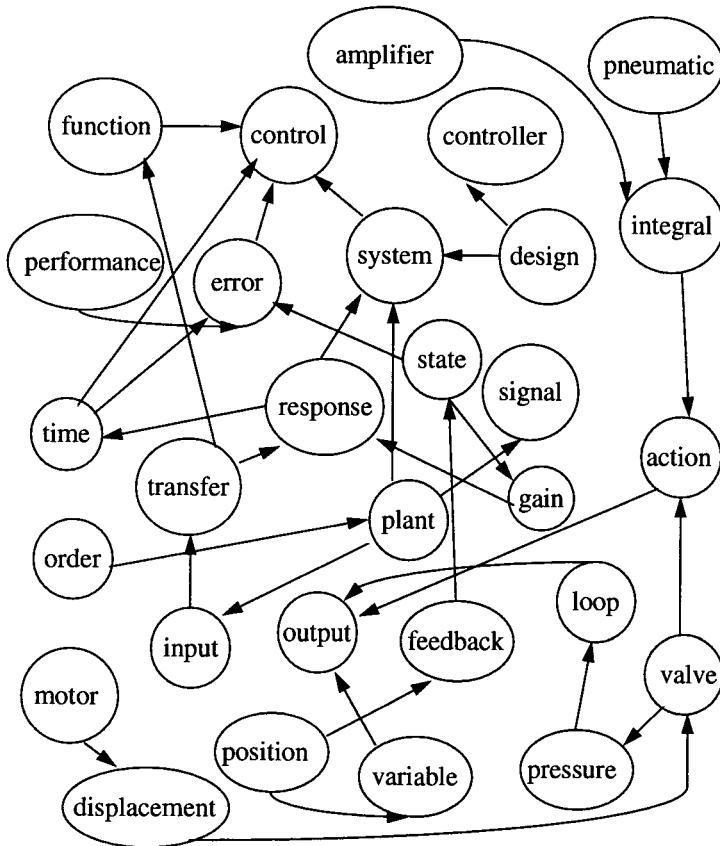 amplifier
pneumatic
function
control
controller
integral
performance
error
system
design
state
signal
time
response
action
transfer
gain
plant
order
loop
input
output
feedback
valve
motor
position
variable
pressure
displacement